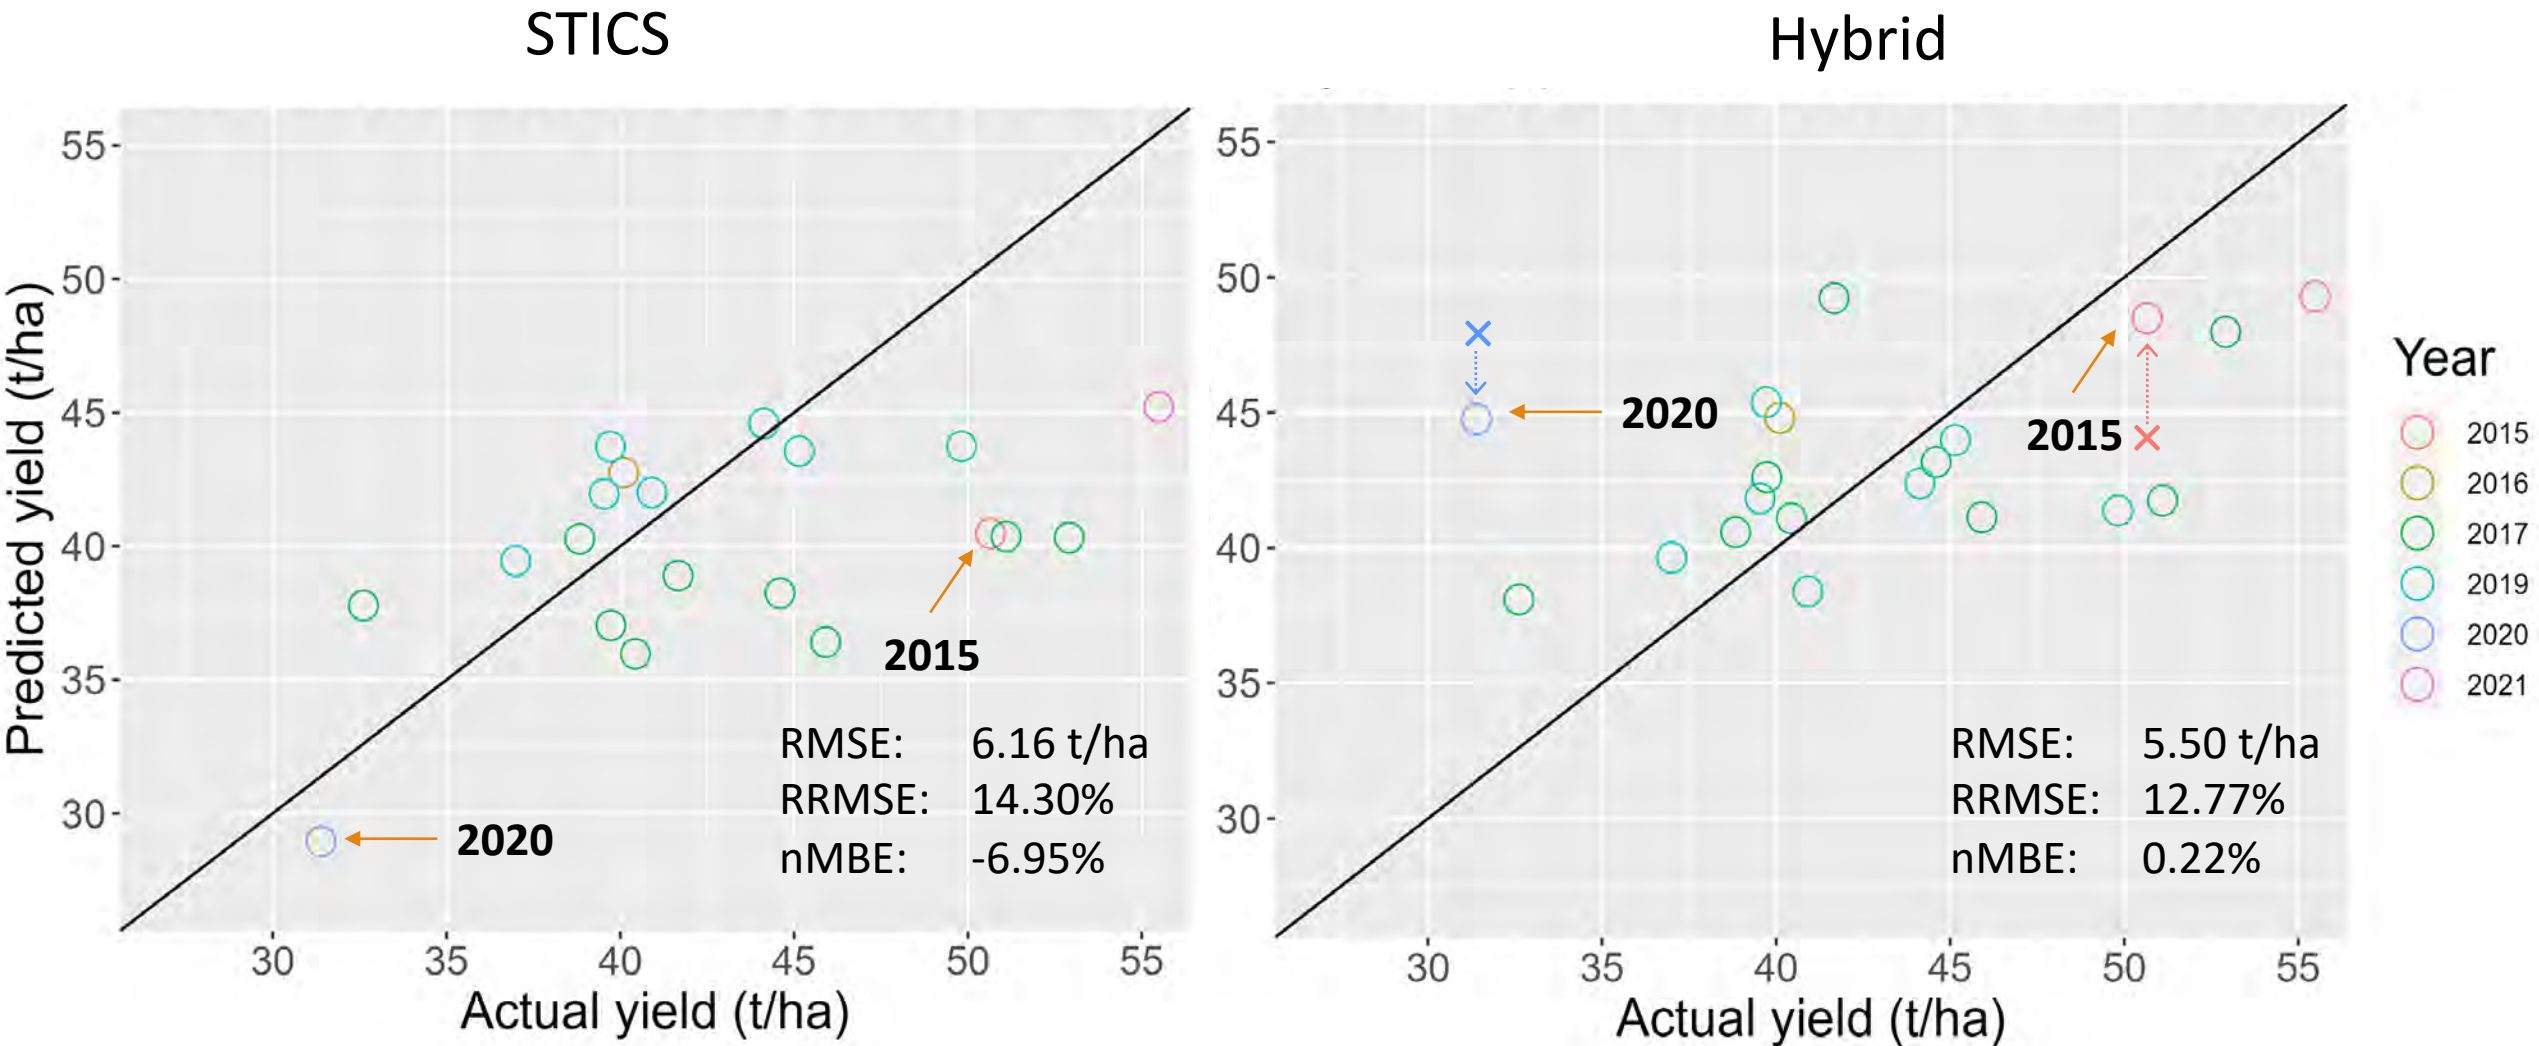 STICS
Hybrid
Predicted yield (t/ha)
55
50
45
40
35
30
2015
2020
RMSE: 6.16 t/ha
RRMSE: 14.30%
nMBE: -6.95%
30 35 40 45 50 55
Actual yield (t/ha)
55
50
45
40
35
30
2020
2015
RMSE: 5.50 t/ha
RRMSE: 12.77%
nMBE: 0.22%
30 35 40 45 50 55
Actual yield (t/ha)
Year
2015
2016
2017
2019
2020
2021